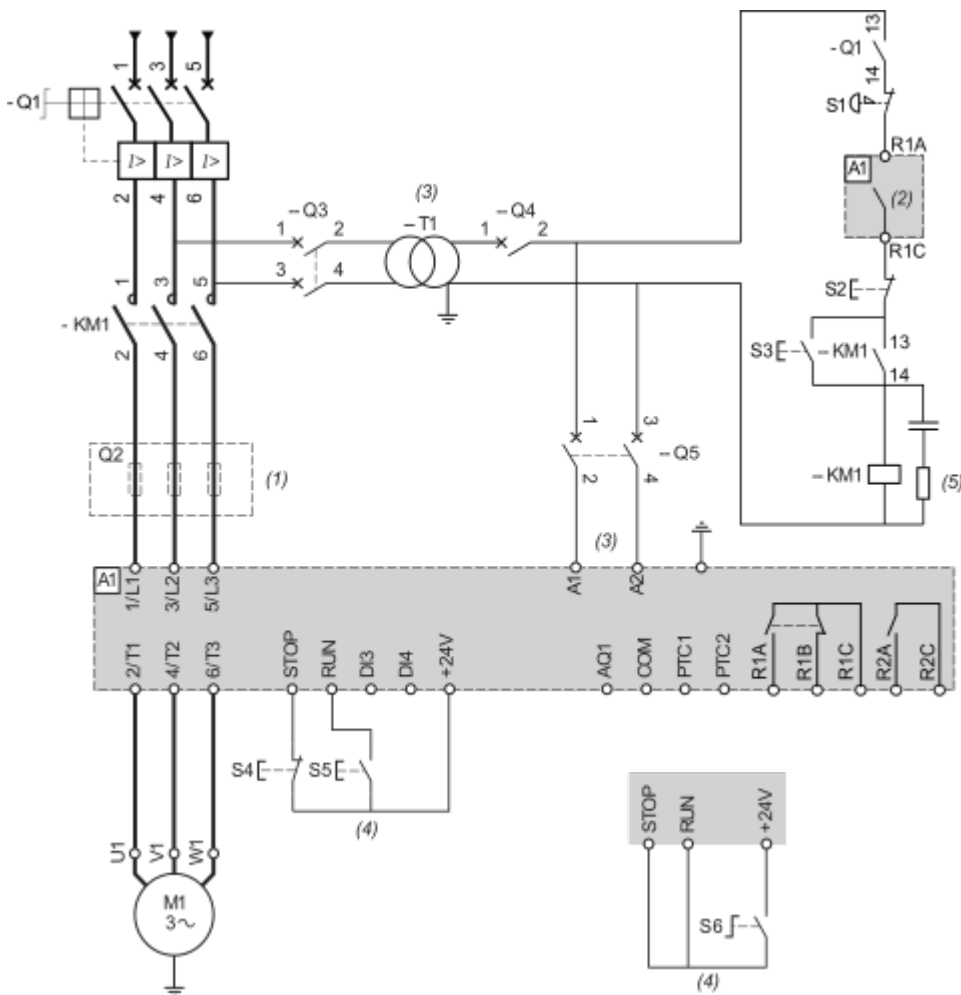 1 3 5
- Q1
I> I> I>
2 4 6
(3)
1 – Q3 2
– T1
1 – Q4 2
3 4
13
- Q1
14
S1
R1A
A1
(2)
R1C
S2
S3
– KM1
13
14
– KM1
(5)
1 3 5
- KM1
2 4 6
Q2
(1)
1 3
– Q5
2 4
(3)
A1
1/L1 3/L2 5/L3
A1 A2
2/T1 4/T2 6/T3
STOP RUN DI3 DI4 +24V
AQ1 COM PTC1 PTC2
R1A R1B R1C R2A R2C
S4 S5
(4)
STOP RUN +24V
S6
(4)
U1 V1 W1
M1
3~